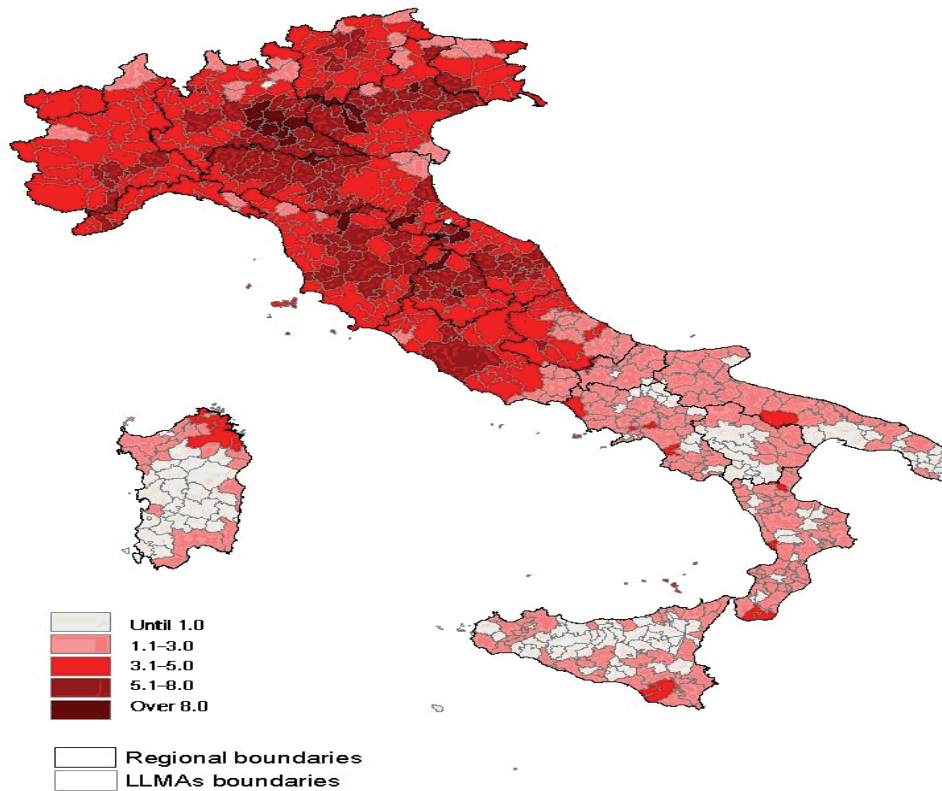 Until 1.0
1.1–3.0
3.1–5.0
5.1–8.0
Over 8.0
Regional boundaries
LLMAs boundaries